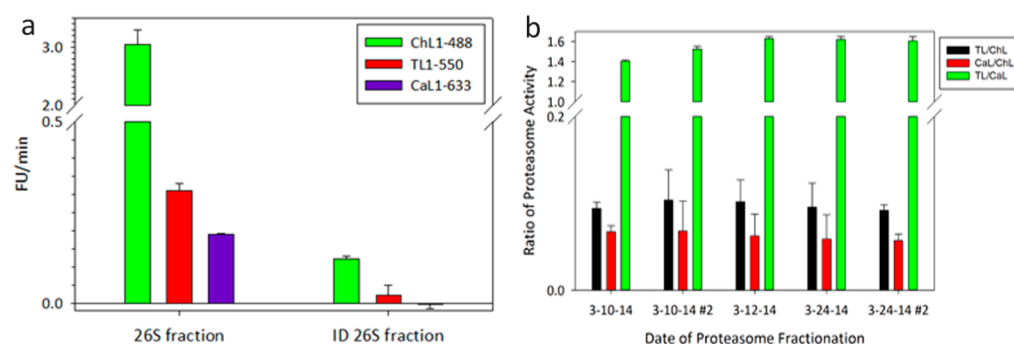 a
3.0
2.0
0.5
0.0
FU/min
ChL1-488
TL1-550
CaL1-633
26S fraction
ID 26S fraction
b
1.6
1.4
1.2
1.0
0.2
0.0
Ratio of Proteasome Activity
TL/ChL
CaL/ChL
TL/CaL
3-10-14
3-10-14 #2
3-12-14
3-24-14
3-24-14 #2
Date of Proteasome Fractionation